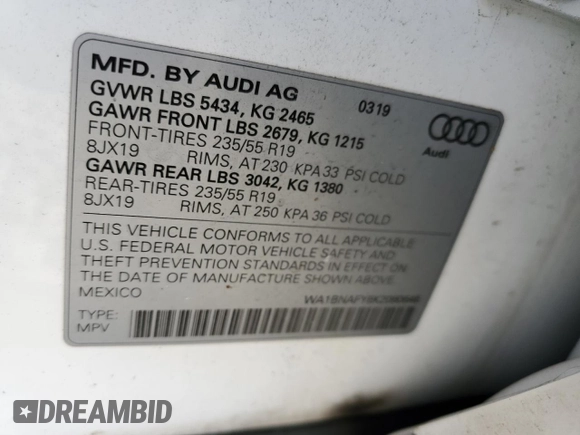 MFD. BY AUDI AG 0319
GVWR LBS 5434, KG 2465
GAWR FRONT LBS 2679, KG 1215
FRONT-TIRES 235/55 R19
8JX19 RIMS, AT 230 KPA 33 PSI COLD
GAWR REAR LBS 3042, KG 1380
REAR-TIRES 235/55 R19
8JX19 RIMS, AT 250 KPA 36 PSI COLD
Audi
THIS VEHICLE CONFORMS TO ALL APPLICABLE
U.S. FEDERAL MOTOR VEHICLE SAFETY AND
THEFT PREVENTION STANDARDS IN EFFECT ON
THE DATE OF MANUFACTURE SHOWN ABOVE.
MEXICO
TYPE:
MPV
DREAMBID